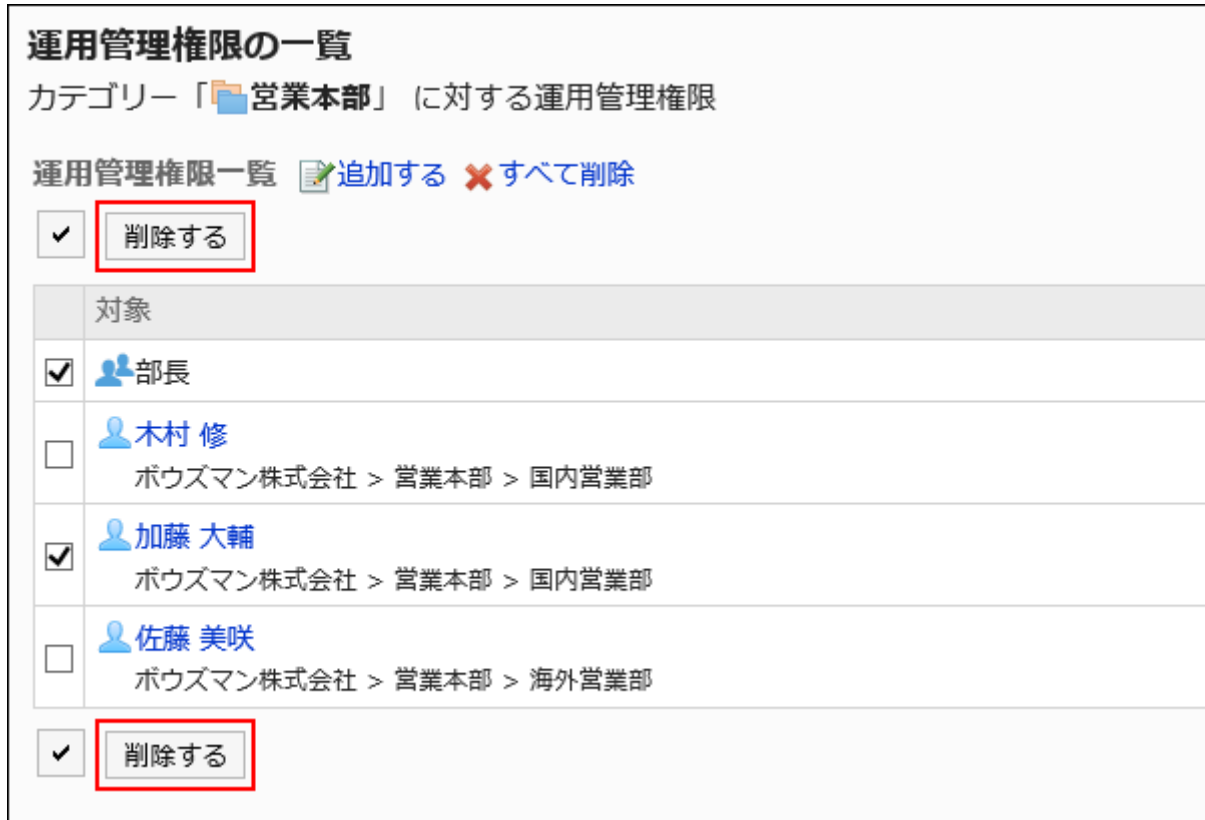 運用管理権限の一覧
カテゴリー「営業本部」 に対する運用管理権限
運用管理権限一覧 追加する すべて削除
削除する
対象
部長
木村 修
ボウズマン株式会社 > 営業本部 > 国内営業部
加藤 大輔
ボウズマン株式会社 > 営業本部 > 国内営業部
佐藤 美咲
ボウズマン株式会社 > 営業本部 > 海外営業部
削除する